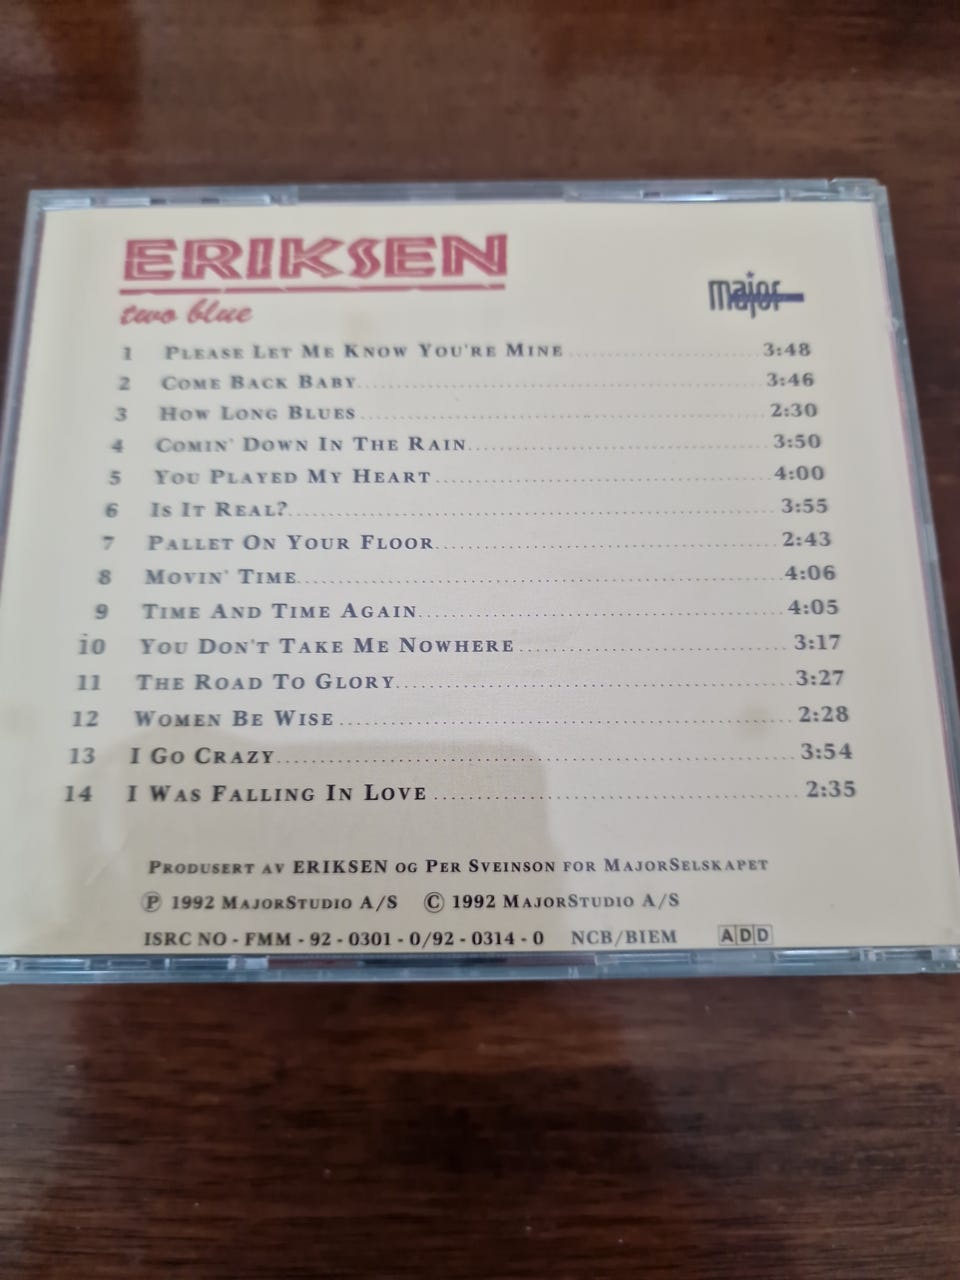 ERIKSEN
two blue
major
1 PLEASE LET ME KNOW YOU'RE MINE 3:48
2 COME BACK BABY 3:46
3 HOW LONG BLUES 2:30
4 COMIN' DOWN IN THE RAIN 3:50
5 YOU PLAYED MY HEART 4:00
6 IS IT REAL? 3:55
7 PALLET ON YOUR FLOOR 2:43
8 MOVIN' TIME 4:06
9 TIME AND TIME AGAIN 4:05
10 YOU DON'T TAKE ME NOWHERE 3:17
11 THE ROAD TO GLORY 3:27
12 WOMEN BE WISE 2:28
13 I GO CRAZY 3:54
14 I WAS FALLING IN LOVE 2:35
PRODUSERT AV ERIKSEN OG PER SVEINSON FOR MAJORSELSKAPET
Ⓟ 1992 MAJORSTUDIO A/S © 1992 MAJORSTUDIO A/S
ISRC NO - FMM - 92 - 0301 - 0/92 - 0314 - 0 NCB/BIEM ADD